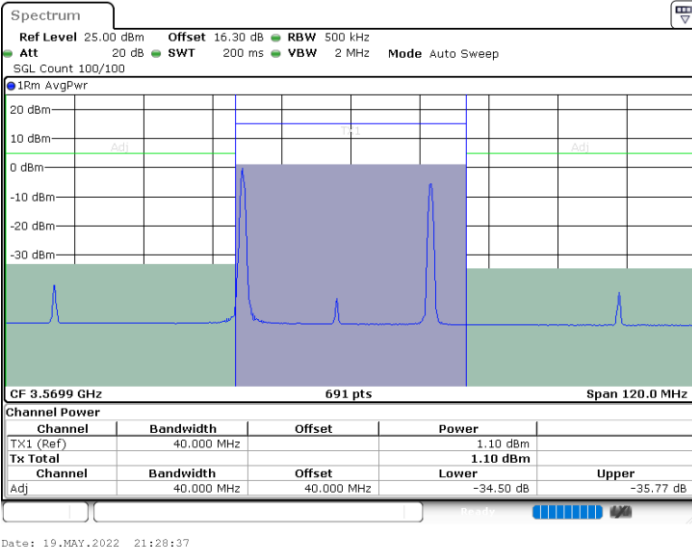 Spectrum
Ref Level 25.00 dBm Offset 16.30 dB RBW 500 kHz
Att 20 dB SWT 200 ms VBW 2 MHz Mode Auto Sweep
SGL Count 100/100
1Rm AvgPwr
20 dBm
TX1
10 dBm
Adj Adj
0 dBm
-10 dBm
-20 dBm
-30 dBm
CF 3.5699 GHz 691 pts Span 120.0 MHz
Channel Power
Channel Bandwidth Offset Power
TX1 (Ref) 40.000 MHz 1.10 dBm
Tx Total 1.10 dBm
Channel Bandwidth Offset Lower Upper
Adj 40.000 MHz 40.000 MHz -34.50 dB -35.77 dB
Ready
Date: 19.MAY.2022 21:28:37